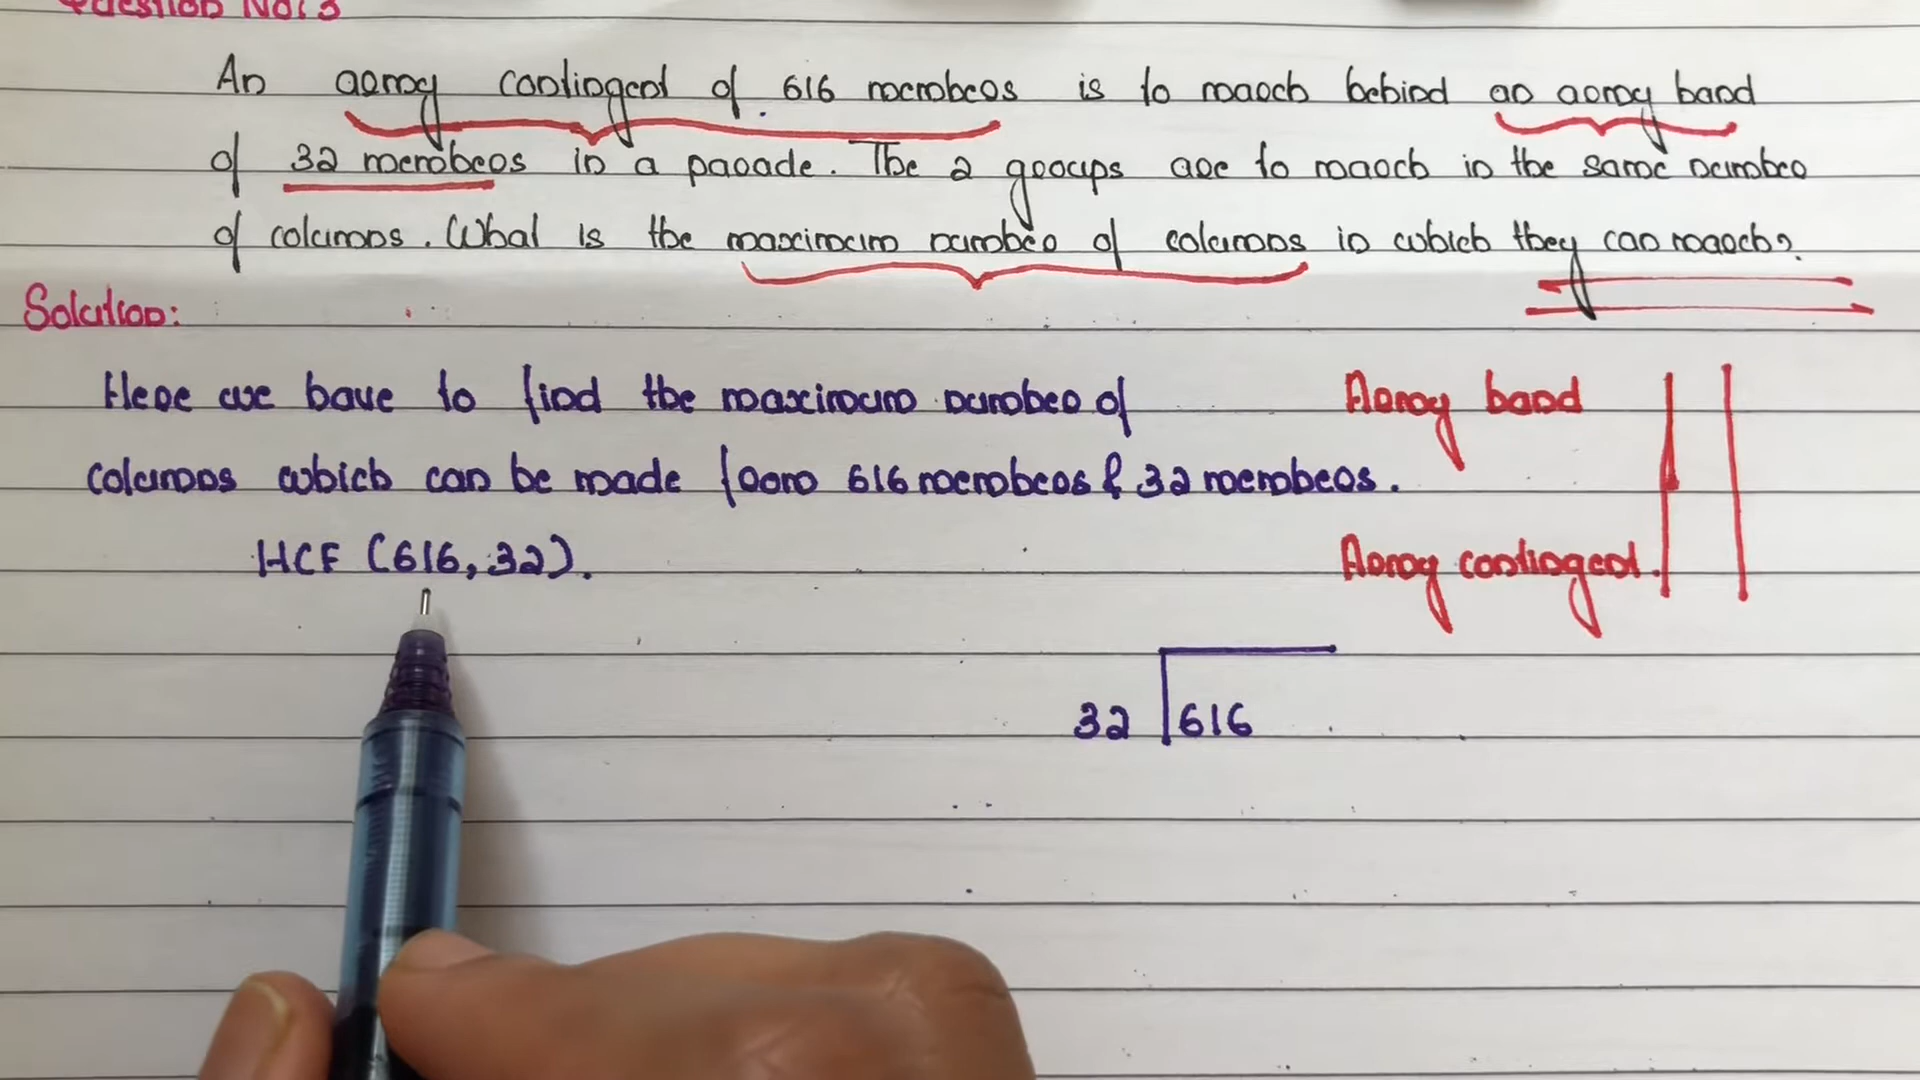 Question No: 3
An army contingent of 616 members is to march behind an army band
of 32 members in a parade. The 2 groups are to march in the same number
of columns. What is the maximum number of columns in which they can march?
Solution:
Here we have to find the maximum number of
columns which can be made from 616 members & 32 members.
HCF (616, 32).
Army band
Army contingent.
32 616